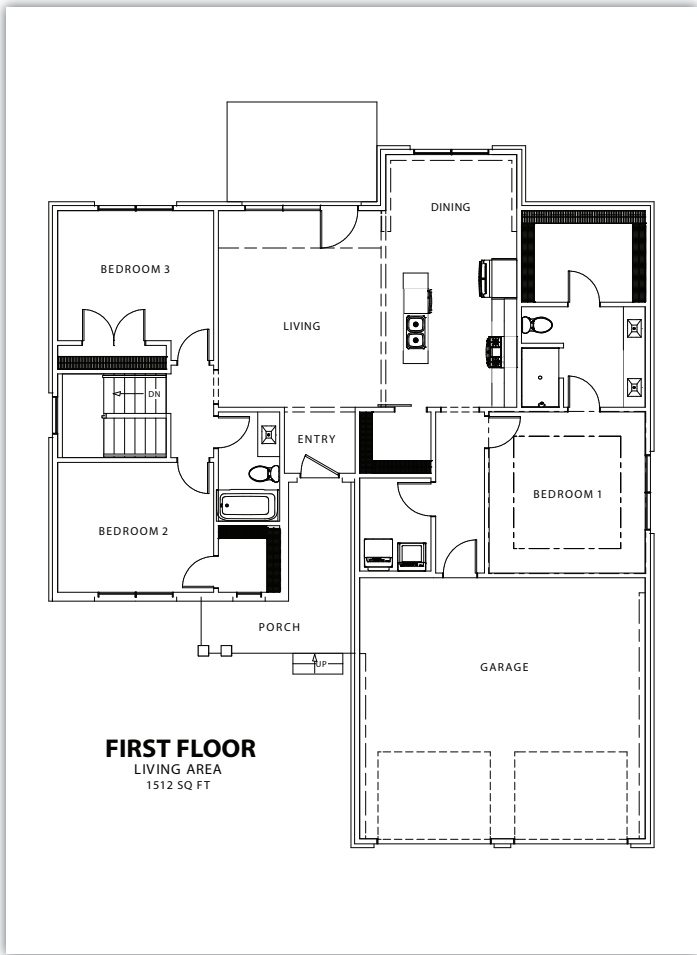 DINING
BEDROOM 3
LIVING
DN
ENTRY
BEDROOM 1
BEDROOM 2
PORCH
UP
GARAGE
FIRST FLOOR
LIVING AREA
1512 SQ FT